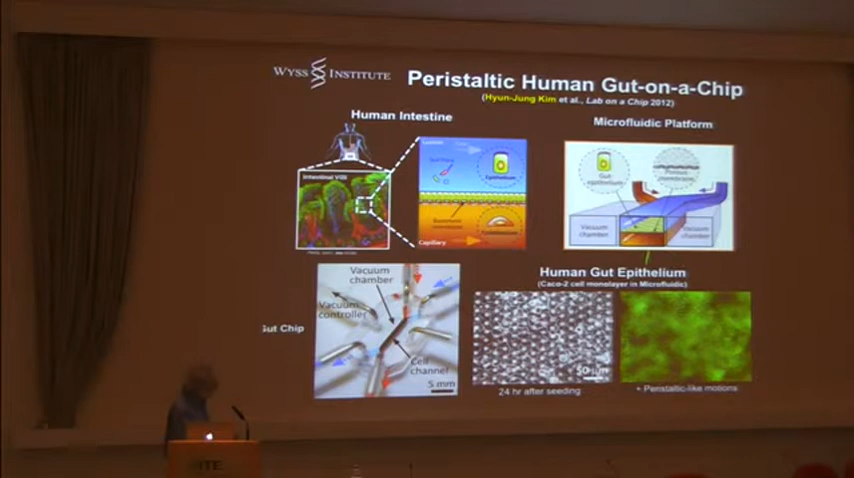 WYSS INSTITUTE
Peristaltic Human Gut-on-a-Chip
(Hyun-Jung Kim et al., Lab on a Chip 2012)
Human Intestine
Microfluidic Platform
Intestinal Villi
Lumen
Epithelium
Capillary
Gut
epithelium
Porous
membrane
Vacuum
chamber
Vacuum
chamber
Human Gut Epithelium
(Caco-2 cell monolayer in Microfluidic)
Gut Chip
Vacuum
chamber
Vacuum
controller
Cell
channel
5 mm
50 µm
24 hr after seeding
+ Peristaltic-like motions